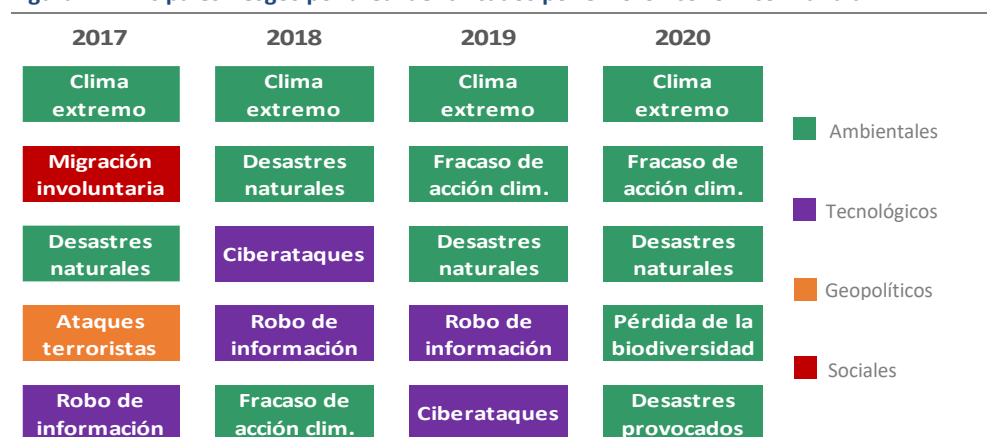 2017 2018 2019 2020
Clima Clima Clima Clima
extremo extremo extremo extremo
Ambientales
Migración Desastres Fracaso de Fracaso de
involuntaria naturales acción clim. acción clim.
Tecnológicos
Desastres Ciberataques Desastres Desastres
naturales naturales naturales
Geopolíticos
Ataques Robo de Robo de Pérdida de la
terroristas información información biodiversidad
Sociales
Robo de Fracaso de Ciberataques Desastres
información acción clim. provocados